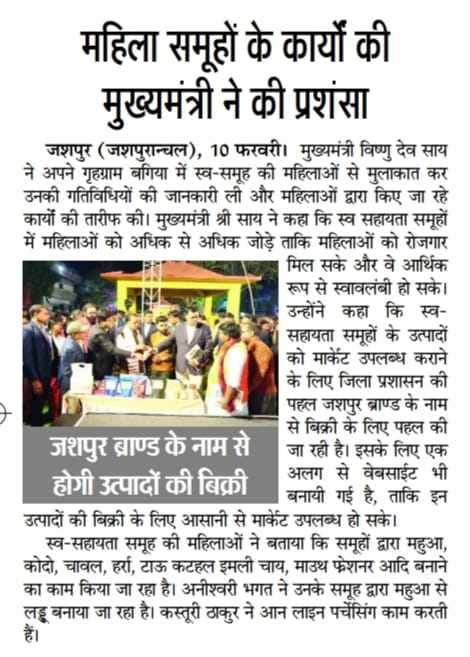 महिला समूहों के कार्यों की
मुख्यमंत्री ने की प्रशंसा
जशपुर (जशपुरान्चल), 10 फरवरी। मुख्यमंत्री विष्णु देव साय
ने अपने गृहग्राम बगिया में स्व-समूह की महिलाओं से मुलाकात कर
उनकी गतिविधियों की जानकारी ली और महिलाओं द्वारा किए जा रहे
कार्यों की तारीफ की। मुख्यमंत्री श्री साय ने कहा कि स्व सहायता समूहों
में महिलाओं को अधिक से अधिक जोड़े ताकि महिलाओं को रोजगार
मिल सके और वे आर्थिक
रूप से स्वावलंबी हो सके।
उन्होंने कहा कि स्व-
सहायता समूहों के उत्पादों
को मार्केट उपलब्ध कराने
के लिए जिला प्रशासन की
पहल जशपुर ब्राण्ड के नाम
से बिक्री के लिए पहल की
जा रही है। इसके लिए एक
अलग से वेबसाईट भी
बनायी गई है, ताकि इन
जशपुर ब्राण्ड के नाम से
होगी उत्पादों की बिक्री
उत्पादों की बिक्री के लिए आसानी से मार्केट उपलब्ध हो सके।
स्व-सहायता समूह की महिलाओं ने बताया कि समूहों द्वारा महुआ,
कोदो, चावल, हर्रा, टाऊ कटहल इमली चाय, माउथ फ्रेशनर आदि बनाने
का काम किया जा रहा है। अनीश्वरी भगत ने उनके समूह द्वारा महुआ से
लड्डू बनाया जा रहा है। कस्तूरी ठाकुर ने आन लाइन पर्चेसिंग काम करती
हैं।